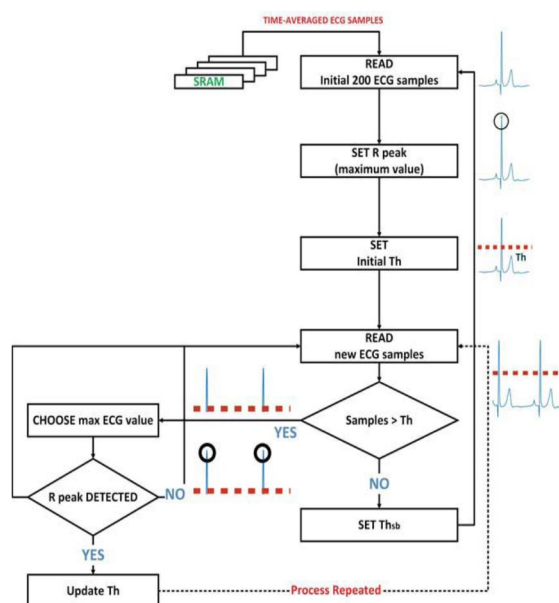 TIME-AVERAGED ECG SAMPLES
SRAM
READ
Initial 200 ECG samples
SET R peak
(maximum value)
SET
Initial Th
Th
READ
new ECG samples
Samples > Th
YES
NO
CHOOSE max ECG value
R peak DETECTED
NO
YES
SET Thsb
Update Th
Process Repeated